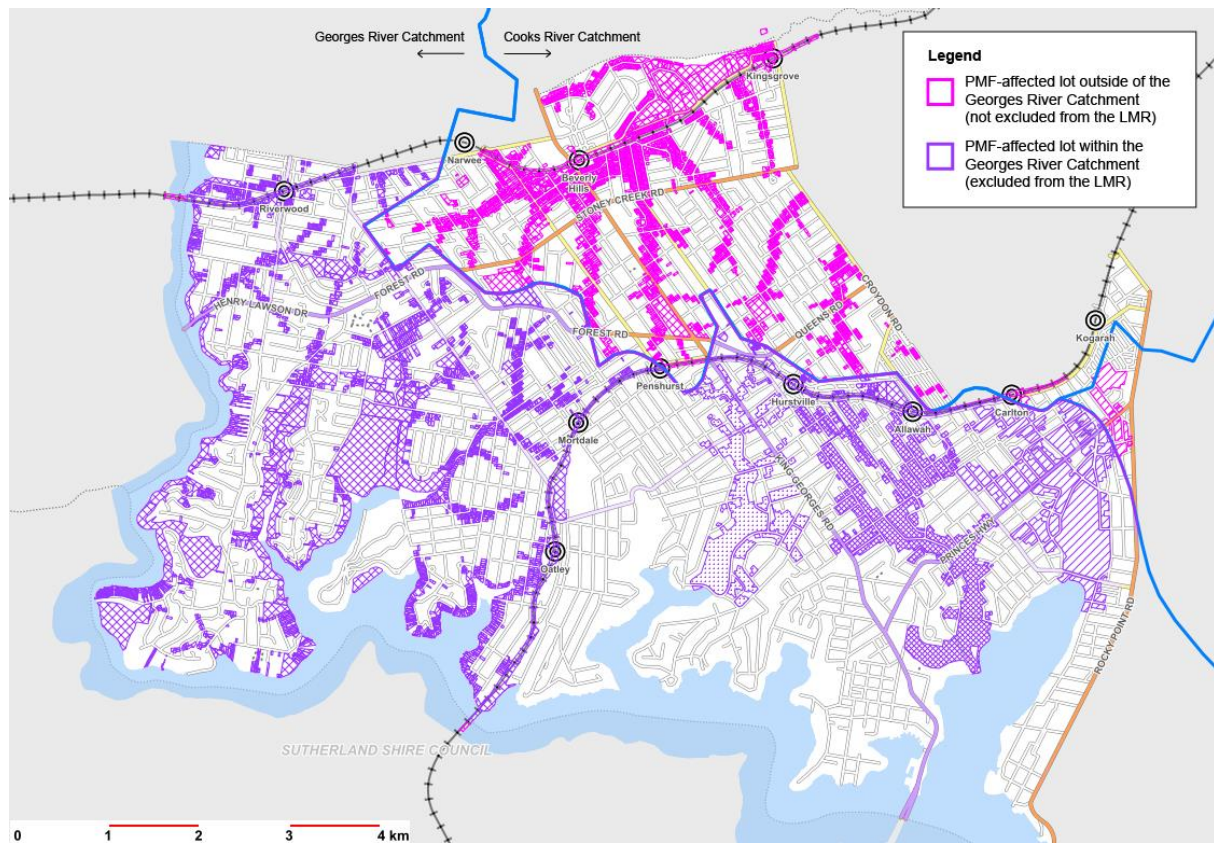 Georges River Catchment
Cooks River Catchment
Legend
PMF-affected lot outside of the
Georges River Catchment
(not excluded from the LMR)
PMF-affected lot within the
Georges River Catchment
(excluded from the LMR)
Kingsgrove
Narwee
Beverly
Hills
Riverwood
STONEY CREEK RD
FOREST RD
HENRY LAWSON DR
CROYDON RD
QUEENS RD
FOREST RD
Kogarah
Penshurst
Hurstville
Carlton
Allawah
Mortdale
KING GEORGES RD
PRINCES HWY
Oatley
ROCKY POINT RD
SUTHERLAND SHIRE COUNCIL
0 1 2 3 4 km